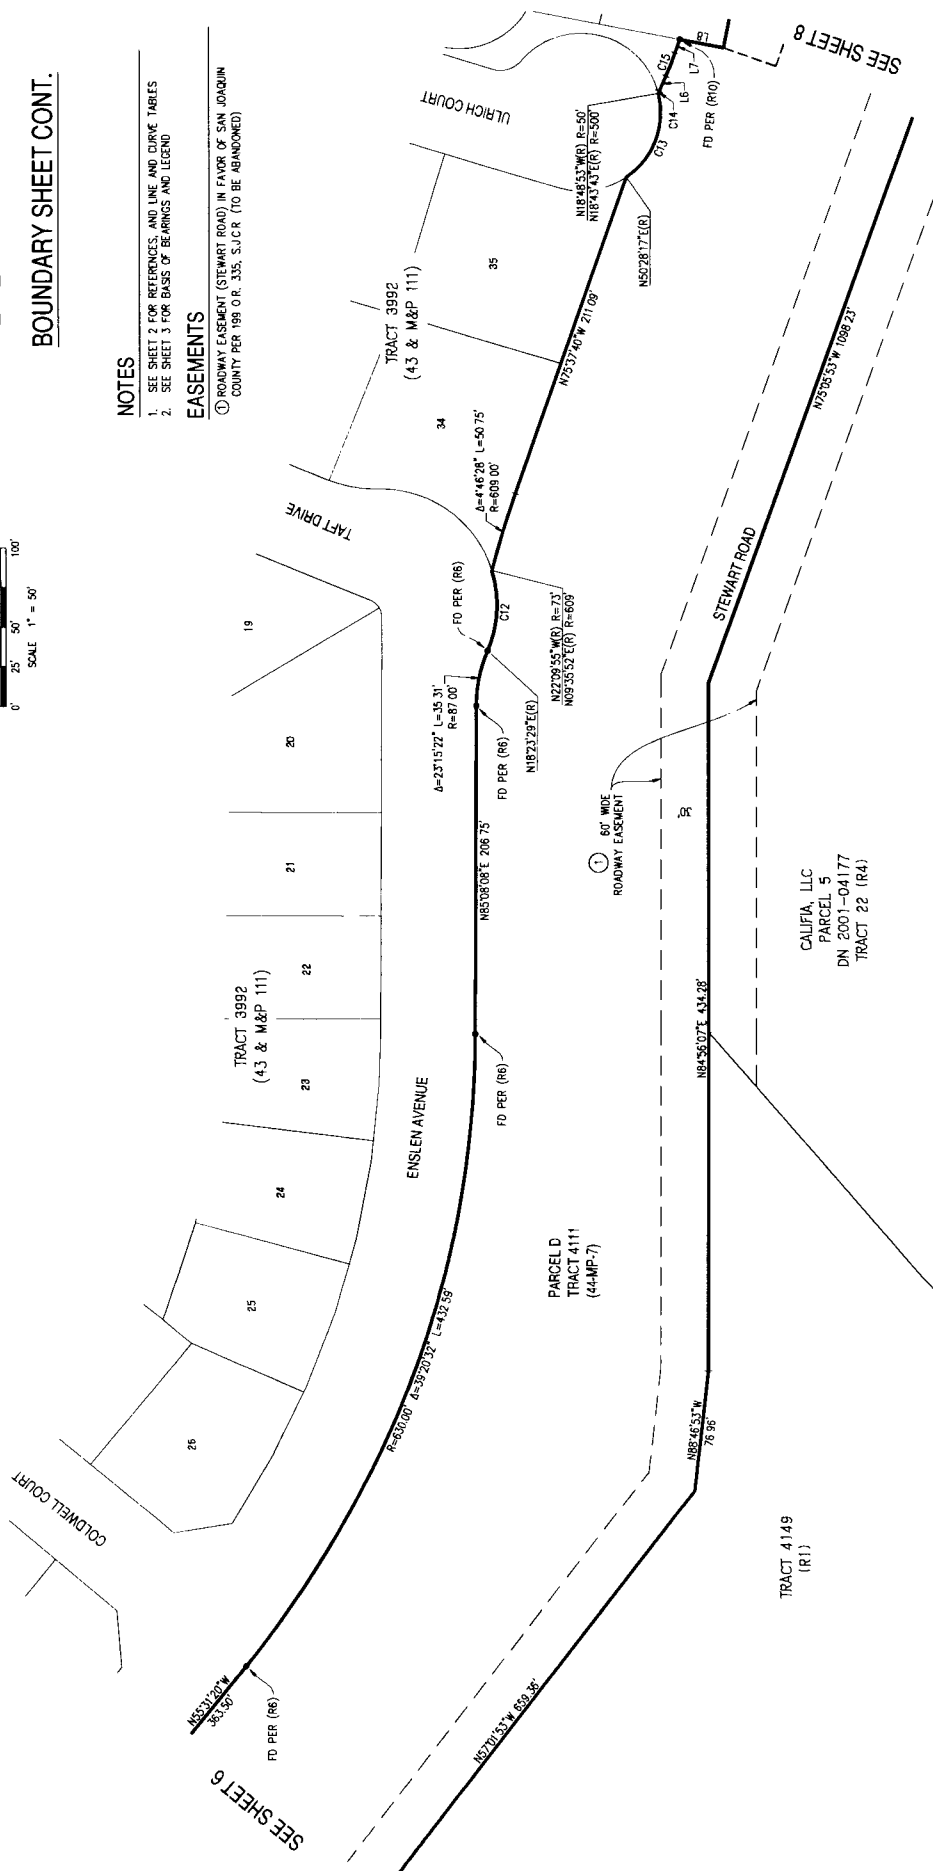 BOUNDARY SHEET CONT.
NOTES
1. SEE SHEET 2 FOR REFERENCES, AND LINE AND CURVE TABLES
2. SEE SHEET 3 FOR BASIS OF BEARINGS AND LEGEND
EASEMENTS
① ROADWAY EASEMENT (STEWART ROAD) IN FAVOR OF SAN JOAQUIN
COUNTY PER 199 O.R. 335, S.J.C.R. (TO BE ABANDONED)
0' 25' 50' 100'
SCALE 1" = 50'
SEE SHEET 6
N55°31'20"W
363.50'
FD PER (R6)
COLDWELL COURT
26
25
24
23
22
21
20
19
TRACT 3992
(43 & M&P 111)
ENSLEN AVENUE
R=630.00' Δ=39°20'32" L=432.59'
FD PER (R6)
N85°08'08"E 206.75'
FD PER (R6)
Δ=23°15'22" L=35.31'
R=87.00'
FD PER (R6)
N18°23'29"E(R)
C12
N22°09'55"W(R) R=73'
N09°35'52"E(R) R=609'
TAFT DRIVE
Δ=4°46'28" L=50.75'
R=609.00'
34
TRACT 3992
(43 & M&P 111)
35
N75°37'40"W 211.09'
N50°28'17"E(R)
ULRICH COURT
N18°48'53"W(R) R=50'
N18°43'43"E(R) R=500'
C13
C14
L6
C15
L7
L8
FD PER (R10)
SEE SHEET 8
N57°01'53"W 659.36'
N88°46'53"W
76.96'
PARCEL D
TRACT 4111
(44-MP-7)
N84°56'07"E 434.28'
① 60' WIDE
ROADWAY EASEMENT
30'
STEWART ROAD
N75°05'53"W 1098.23'
TRACT 4149
(R1)
CALIFIA, LLC
PARCEL 5
DN 2001-04177
TRACT 22 (R4)